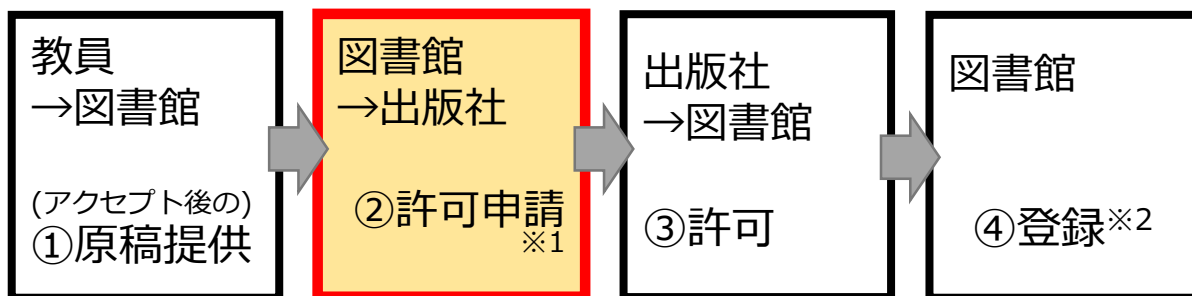 教員
→図書館
(アクセプト後の)
①原稿提供
図書館
→出版社
②許可申請
※1
出版社
→図書館
③許可
図書館
④登録※2